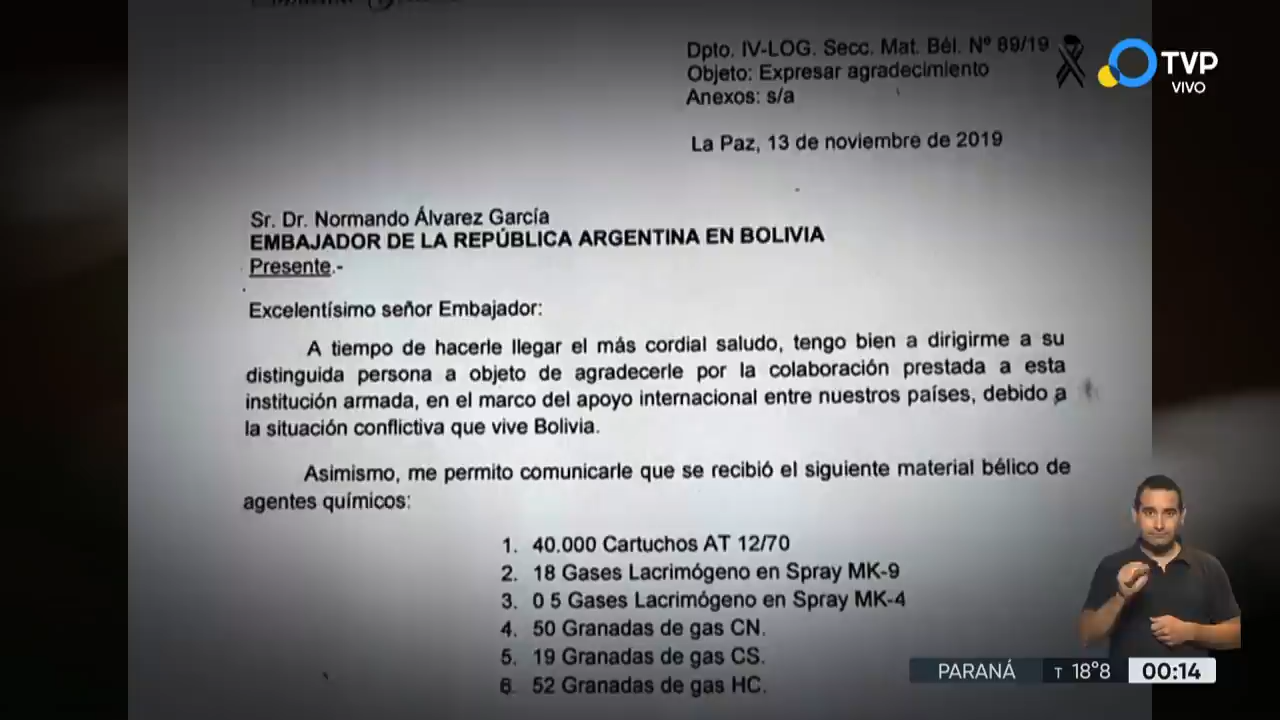 Dpto. IV-LOG. Secc. Mat. Bél. Nº 89/19
Objeto: Expresar agradecimiento
Anexos: s/a
La Paz, 13 de noviembre de 2019
Sr. Dr. Normando Álvarez García
EMBAJADOR DE LA REPÚBLICA ARGENTINA EN BOLIVIA
Presente.-
Excelentísimo señor Embajador:
A tiempo de hacerle llegar el más cordial saludo, tengo bien a dirigirme a su
distinguida persona a objeto de agradecerle por la colaboración prestada a esta
institución armada, en el marco del apoyo internacional entre nuestros países, debido a
la situación conflictiva que vive Bolivia.
Asimismo, me permito comunicarle que se recibió el siguiente material bélico de
agentes químicos:
1. 40.000 Cartuchos AT 12/70
2. 18 Gases Lacrimógeno en Spray MK-9
3. 0 5 Gases Lacrimógeno en Spray MK-4
4. 50 Granadas de gas CN.
5. 19 Granadas de gas CS.
6. 52 Granadas de gas HC.
TVP
VIVO
PARANÁ T 18°8 00:14